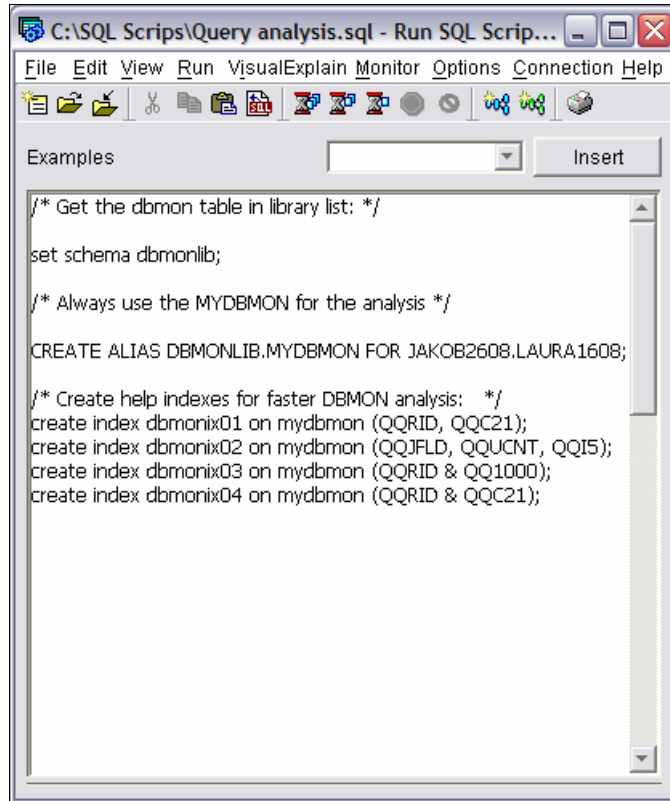 C:\SQL Scrips\Query analysis.sql - Run SQL Scrip...
File Edit View Run VisualExplain Monitor Options Connection Help
Examples Insert
/* Get the dbmon table in library list: */
set schema dbmonlib;
/* Always use the MYDBMON for the analysis */
CREATE ALIAS DBMONLIB.MYDBMON FOR JAKOB2608.LAURA1608;
/* Create help indexes for faster DBMON analysis: */
create index dbmonix01 on mydbmon (QQRID, QQC21);
create index dbmonix02 on mydbmon (QQJFLD, QQUCNT, QQI5);
create index dbmonix03 on mydbmon (QQRID & QQ1000);
create index dbmonix04 on mydbmon (QQRID & QQC21);